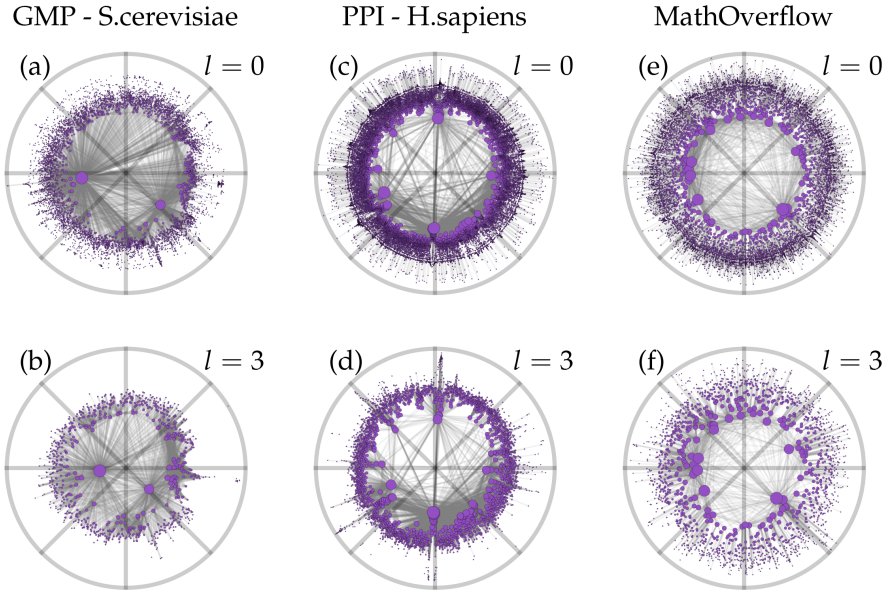 GMP - S.cerevisiae PPI - H.sapiens MathOverflow
(a) l = 0 (c) l = 0 (e) l = 0
(b) l = 3 (d) l = 3 (f) l = 3